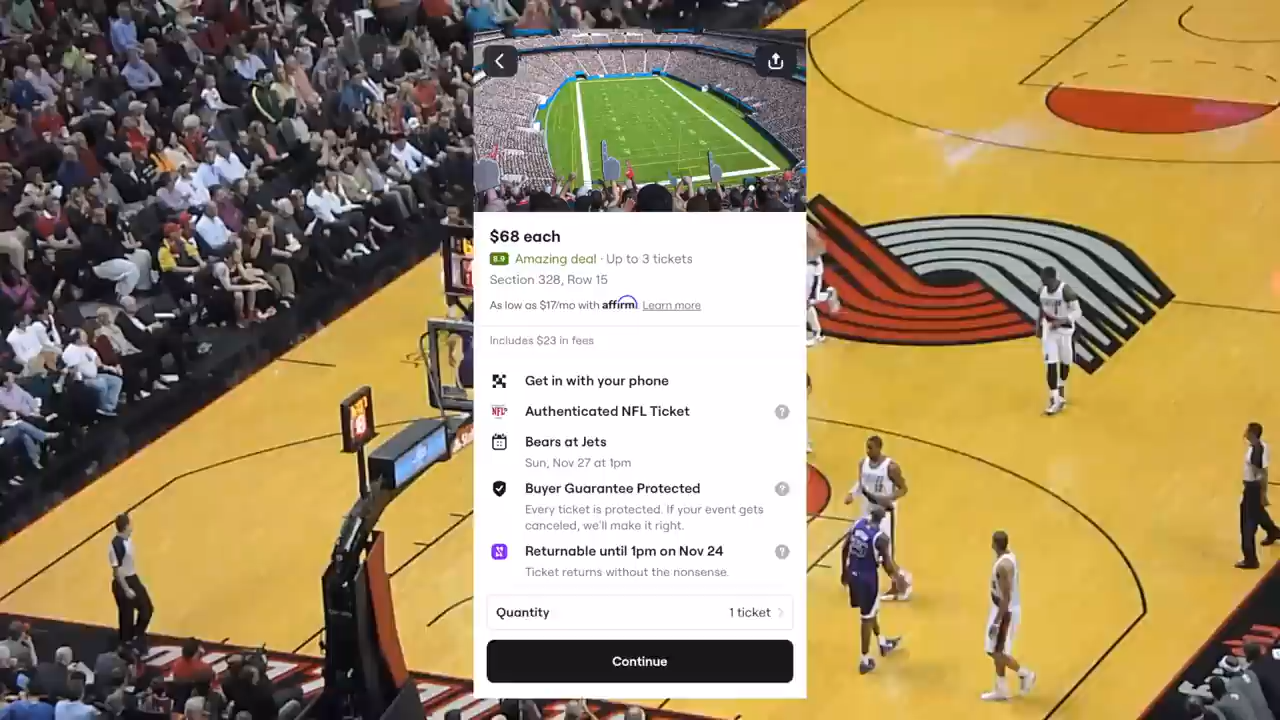 $68 each
8.9 Amazing deal · Up to 3 tickets
Section 328, Row 15
As low as $17/mo with affirm. Learn more
Includes $23 in fees
Get in with your phone
NFL Authenticated NFL Ticket ?
Bears at Jets
Sun, Nov 27 at 1pm
Buyer Guarantee Protected ?
Every ticket is protected. If your event gets
canceled, we'll make it right.
Returnable until 1pm on Nov 24 ?
Ticket returns without the nonsense.
Quantity 1 ticket
Continue